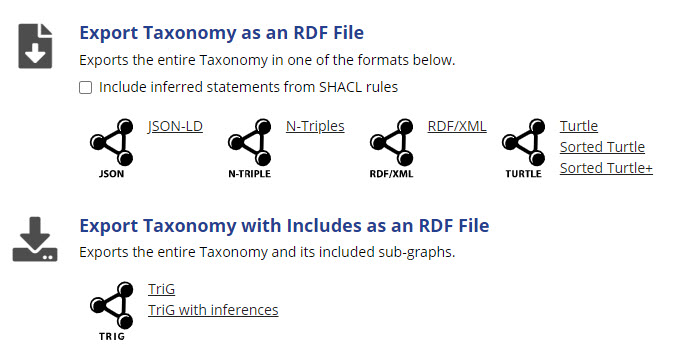 Export Taxonomy as an RDF File
Exports the entire Taxonomy in one of the formats below.
Include inferred statements from SHACL rules
JSON
JSON-LD
N-TRIPLE
N-Triples
RDF/XML
RDF/XML
TURTLE
Turtle
Sorted Turtle
Sorted Turtle+
Export Taxonomy with Includes as an RDF File
Exports the entire Taxonomy and its included sub-graphs.
TRIG
TriG
TriG with inferences